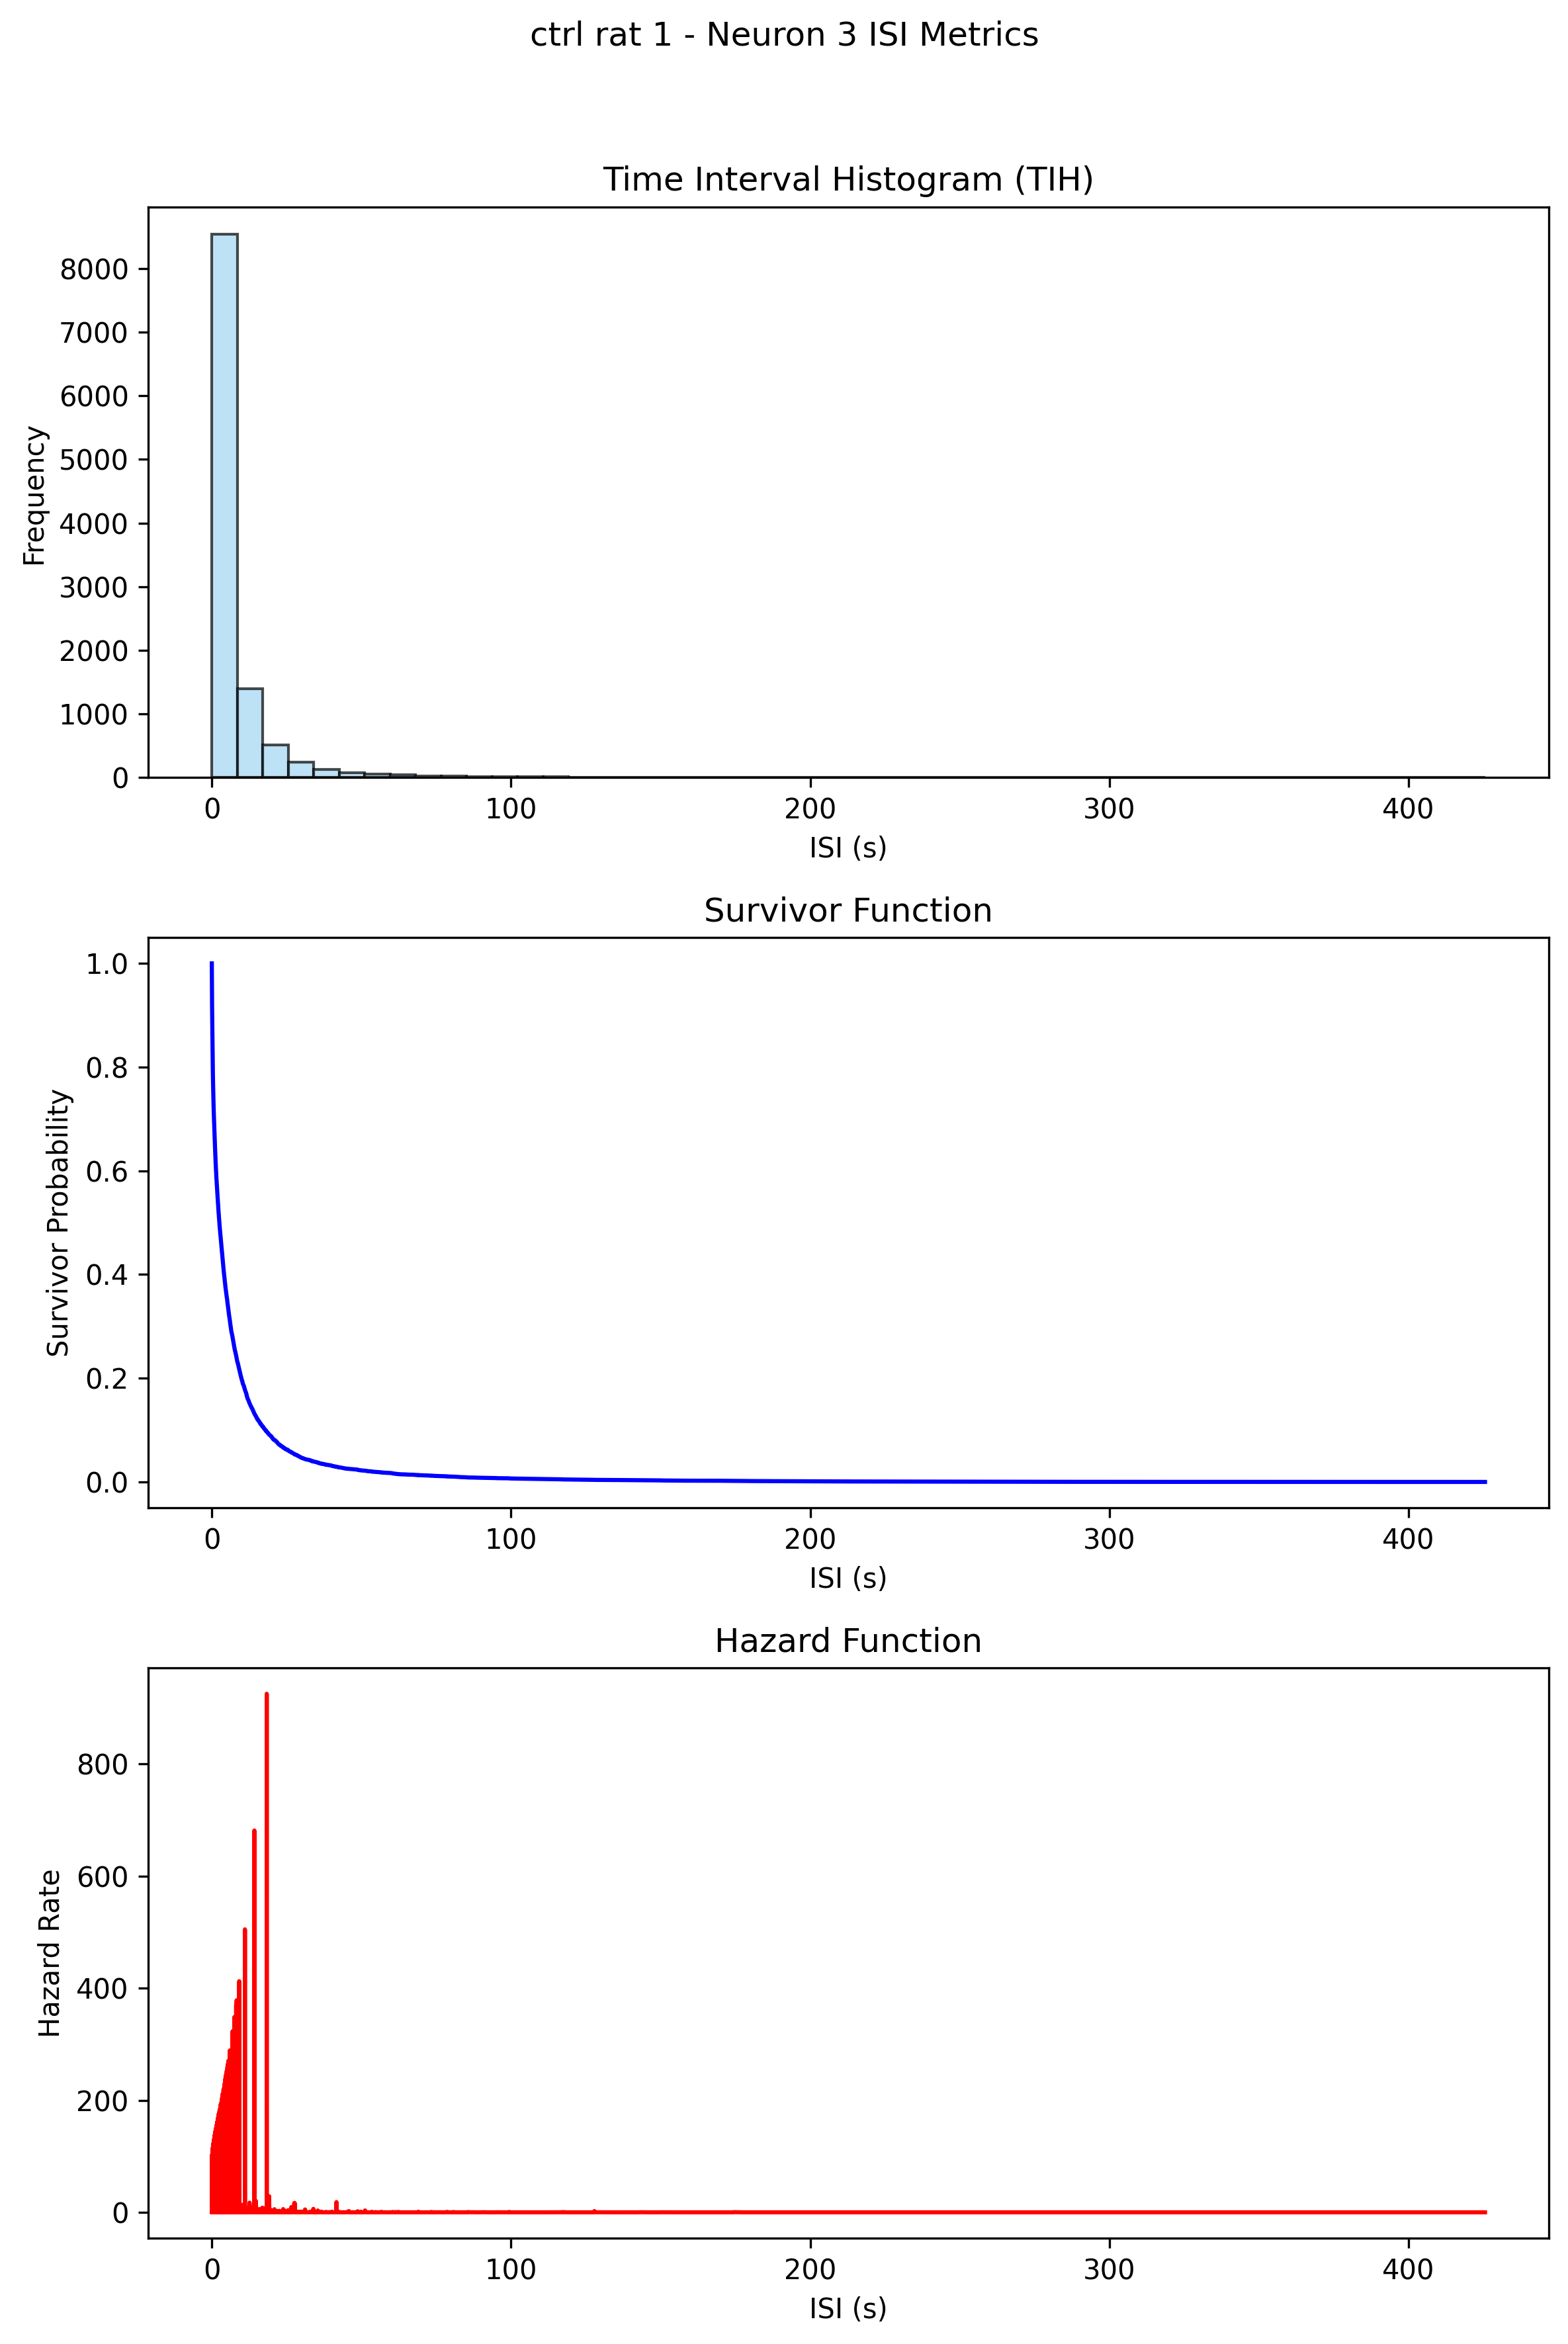 ctrl rat 1 - Neuron 3 ISI Metrics
Time Interval Histogram (TIH)
Frequency
8000
7000
6000
5000
4000
3000
2000
1000
0
0 100 200 300 400
ISI (s)
Survivor Function
Survivor Probability
1.0
0.8
0.6
0.4
0.2
0.0
0 100 200 300 400
ISI (s)
Hazard Function
Hazard Rate
800
600
400
200
0
0 100 200 300 400
ISI (s)